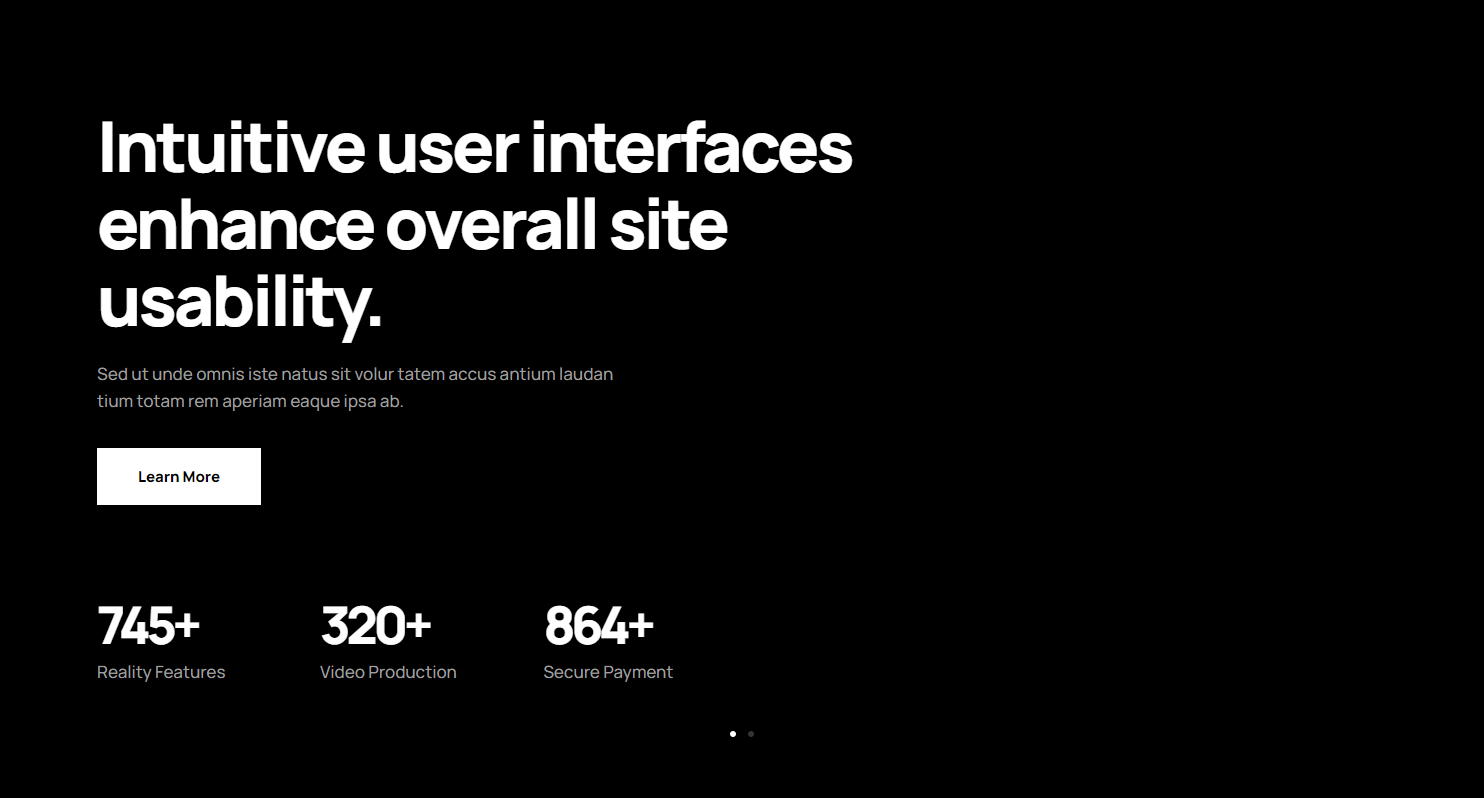 Intuitive user interfaces
enhance overall site
usability.
Sed ut unde omnis iste natus sit volur tatem accus antium laudan
tium totam rem aperiam eaque ipsa ab.
Learn More
745+
320+
864+
Reality Features
Video Production
Secure Payment